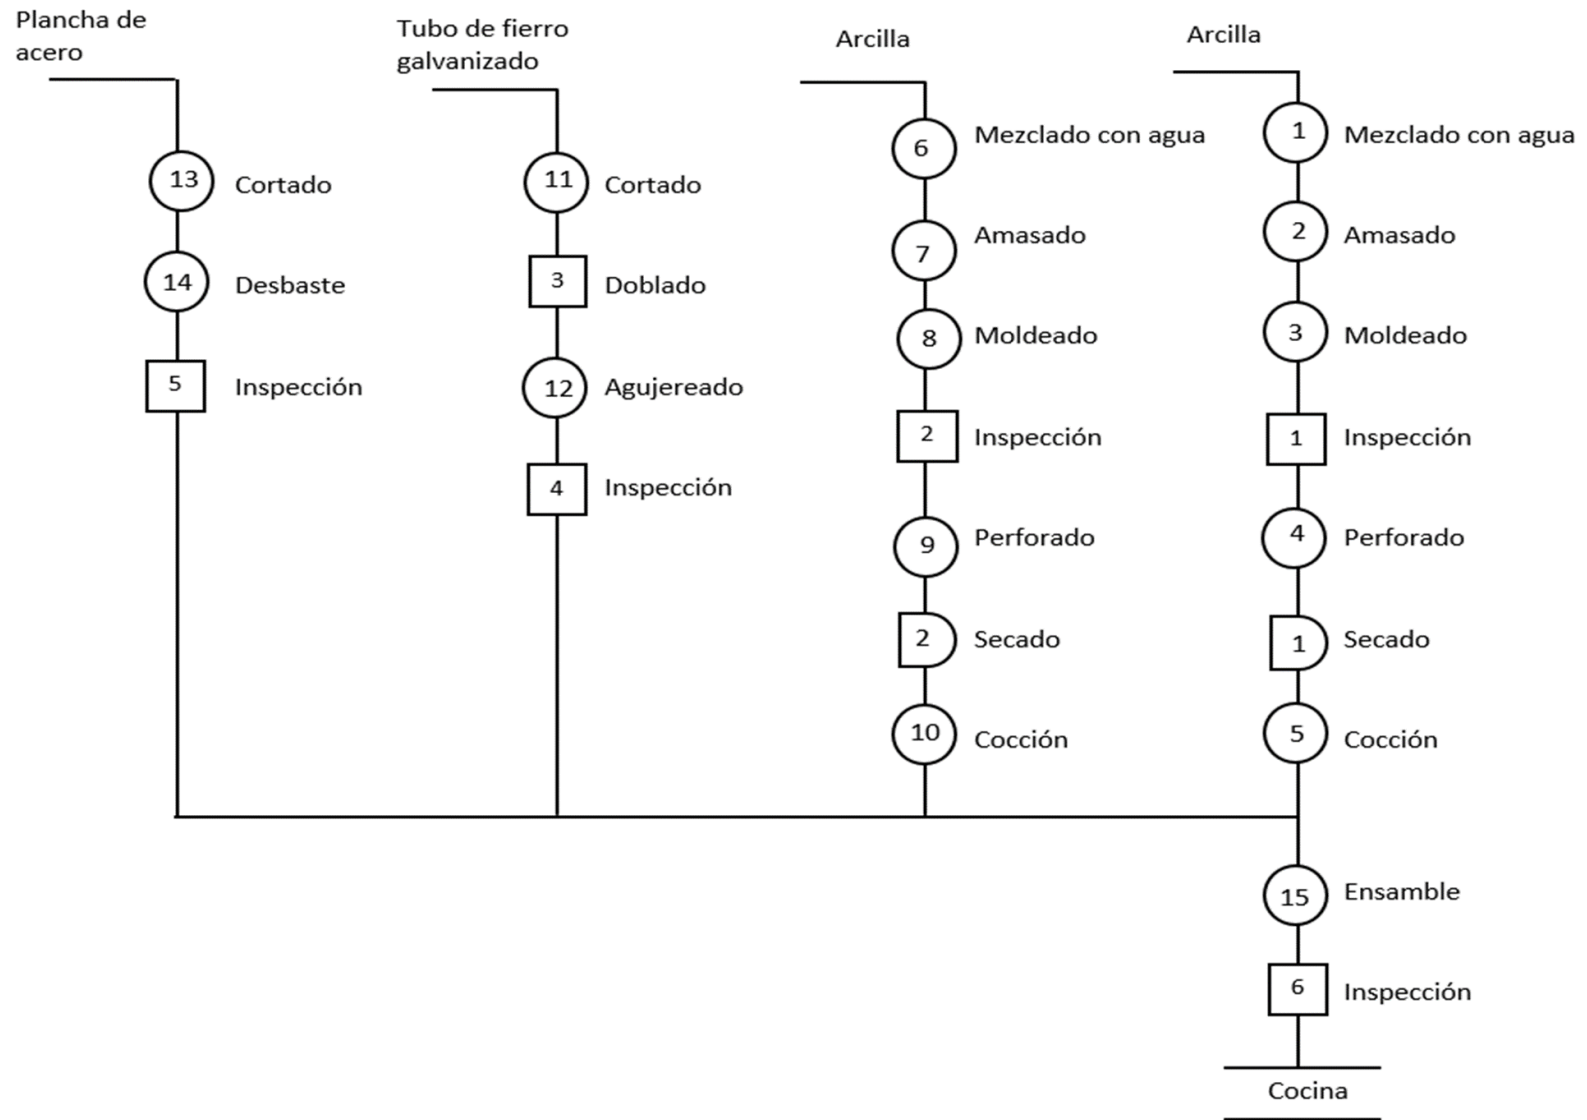 Plancha de
acero
13
Cortado
14
Desbaste
5
Inspección
Tubo de fierro
galvanizado
11
Cortado
3
Doblado
12
Agujereado
4
Inspección
Arcilla
6
Mezclado con agua
7
Amasado
8
Moldeado
2
Inspección
9
Perforado
2
Secado
10
Cocción
Arcilla
1
Mezclado con agua
2
Amasado
3
Moldeado
1
Inspección
4
Perforado
1
Secado
5
Cocción
15
Ensamble
6
Inspección
Cocina